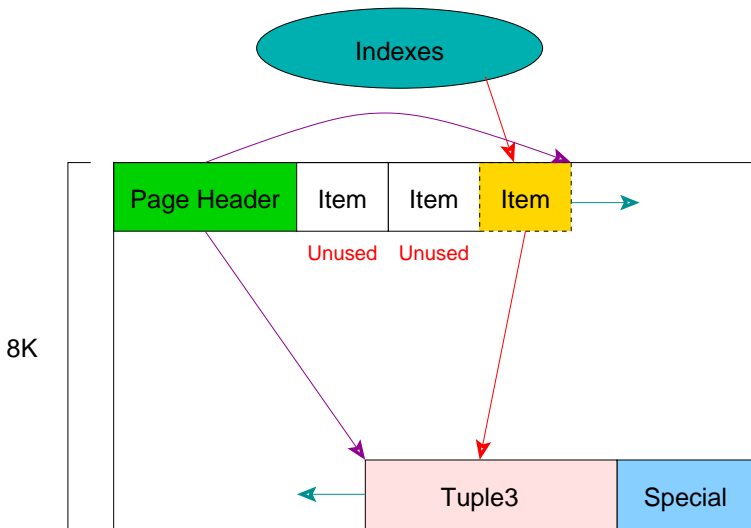 Indexes
Page Header Item Item Item
Unused Unused
8K
Tuple3 Special